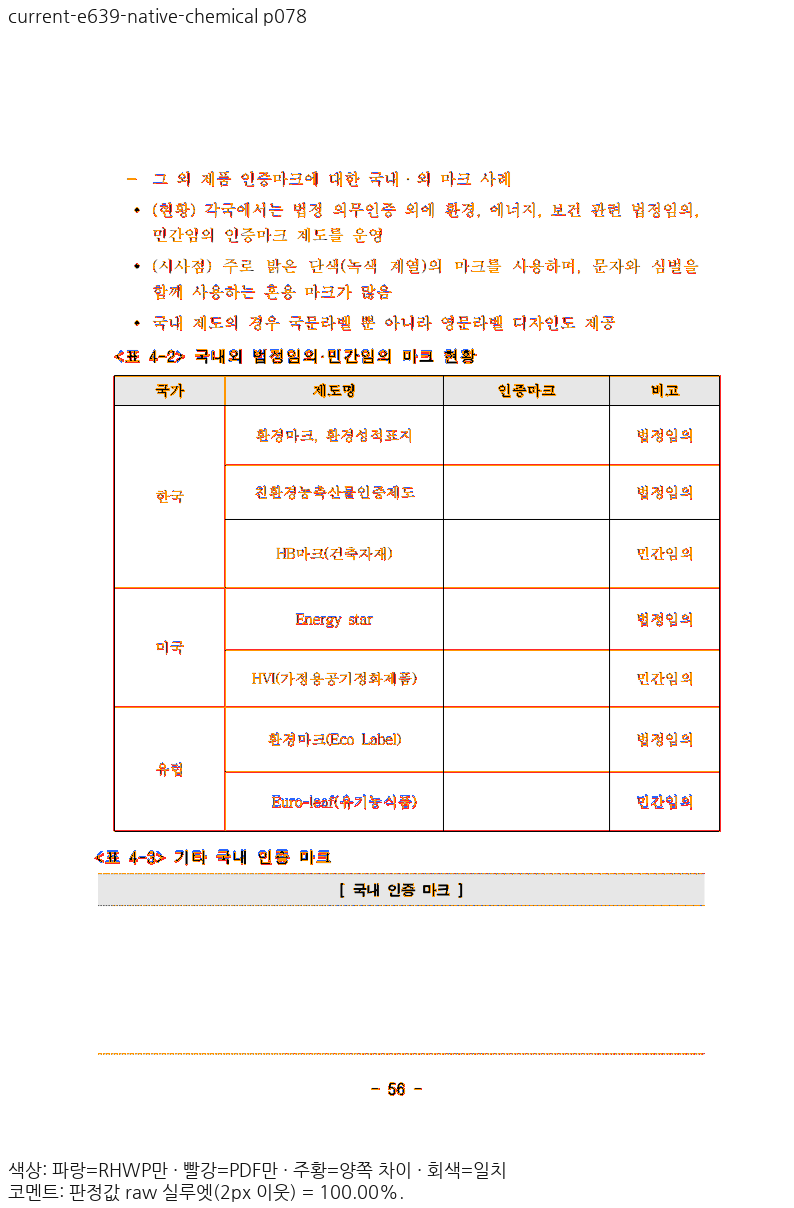 current-e639-native-chemical p078
- 그 외 제품 인증마크에 대한 국내·외 마크 사례
• (현황) 각국에서는 법정 의무인증 외에 환경, 에너지, 보건 관련 법정임의,
민간임의 인증마크 제도를 운영
• (시사점) 주로 밝은 단색(녹색 계열)의 마크를 사용하며, 문자와 심벌을
함께 사용하는 혼용 마크가 많음
• 국내 제도의 경우 국문라벨 뿐 아니라 영문라벨 디자인도 제공
<표 4-2> 국내외 법정임의·민간임의 마크 현황
국가 제도명 인증마크 비고
환경마크, 환경성적표지 법정임의
한국 친환경농축산물인증제도 법정임의
HB마크(건축자재) 민간임의
Energy star 법정임의
미국
HVI(가정용공기정화제품) 민간임의
환경마크(Eco Label) 법정임의
유럽
Euro-leaf(유기농식품) 민간임의
<표 4-3> 기타 국내 인증 마크
[ 국내 인증 마크 ]
- 56 -
색상: 파랑=RHWP만 · 빨강=PDF만 · 주황=양쪽 차이 · 회색=일치
코멘트: 판정값 raw 실루엣(2px 이웃) = 100.00%.